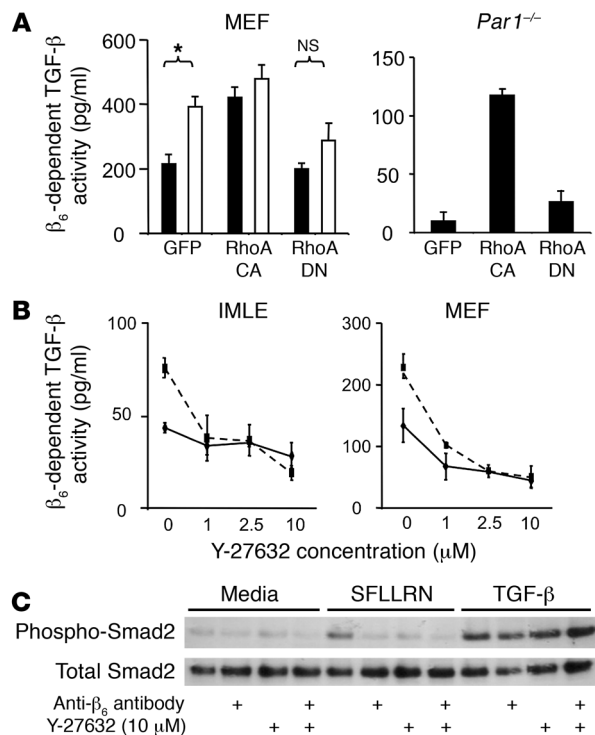 A
MEF
Par1–/–
β6-dependent TGF-β
activity (pg/ml)
600
400
200
0
*
NS
GFP
RhoA
CA
RhoA
DN
150
100
50
0
GFP
RhoA
CA
RhoA
DN
B
IMLE
MEF
β6-dependent TGF-β
activity (pg/ml)
100
50
0
0 1 2.5 10
300
200
100
0
0 1 2.5 10
Y-27632 concentration (μM)
C
Media SFLLRN TGF-β
Phospho-Smad2
Total Smad2
Anti-β6 antibody + + + + + +
Y-27632 (10 μM) + + + + + +